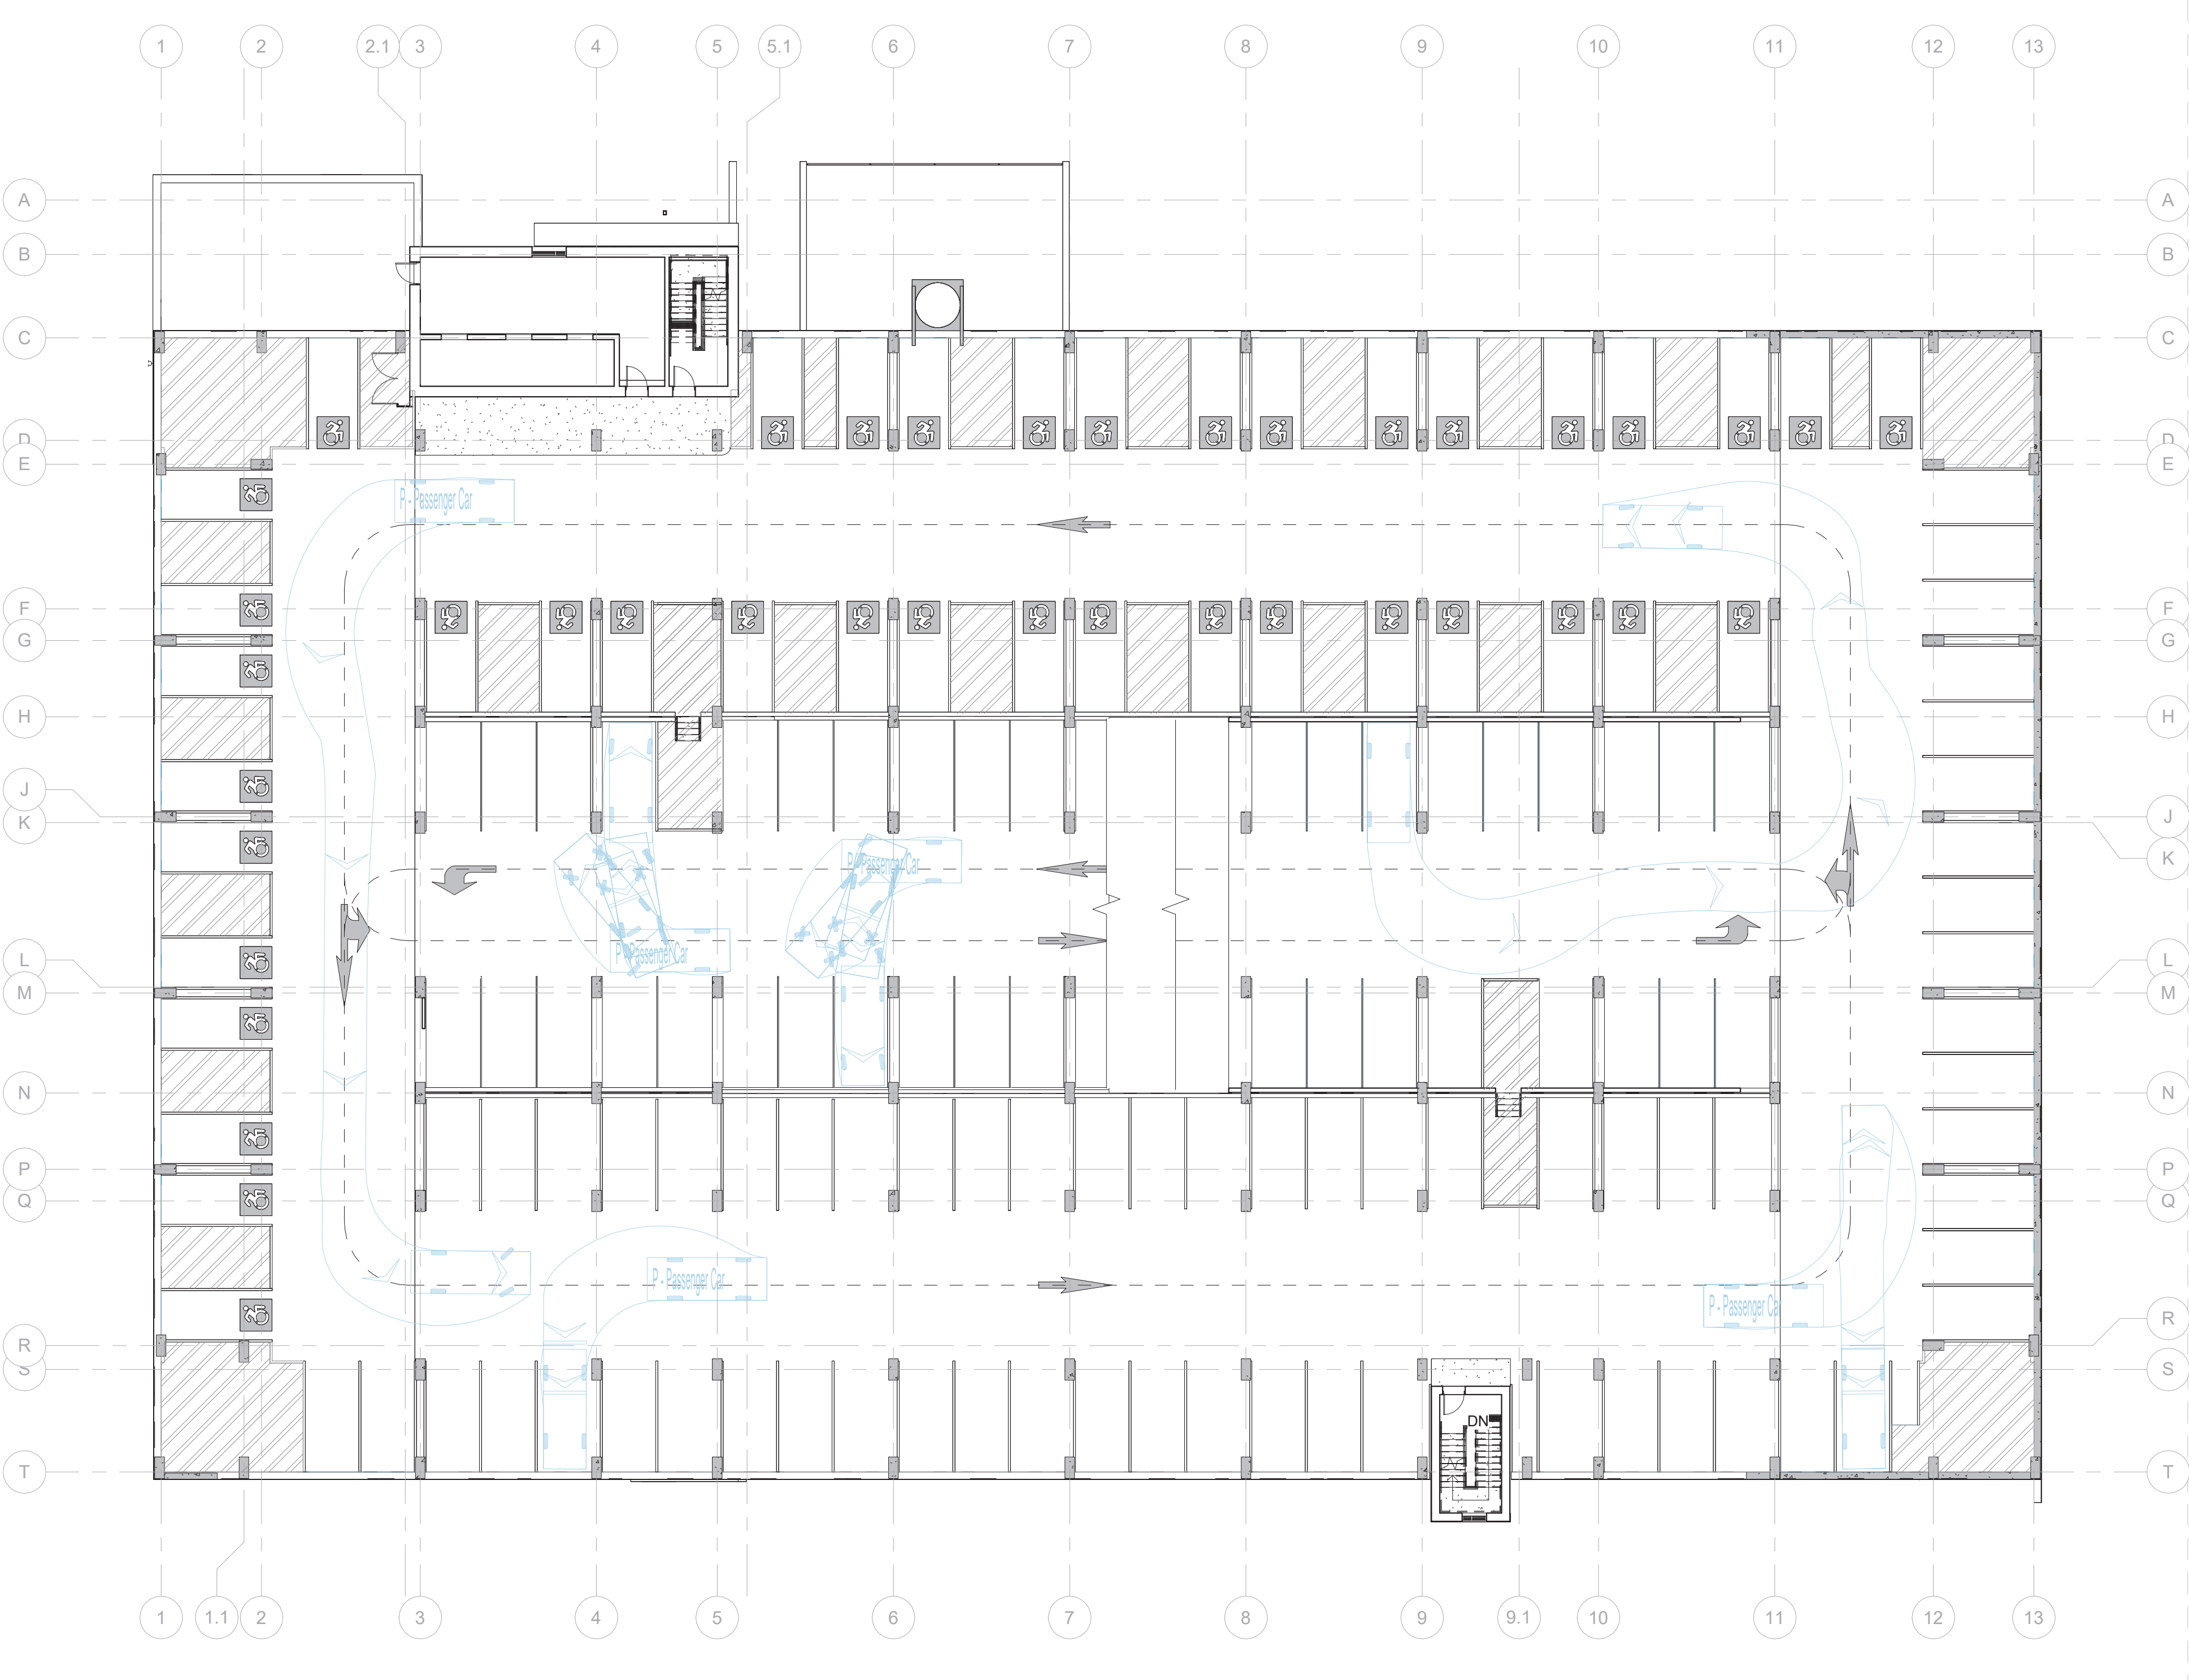 1 2 2.1 3 4 5 5.1 6 7 8 9 10 11 12 13
A A
B B
C C
D D
E E
P - Passenger Car
F F
G G
H H
J J
K K
P - Passenger Car
P - Passenger Car
L L
M M
N N
P P
Q Q
P - Passenger Car
P - Passenger Car
R R
S S
DN
T T
1 1.1 2 3 4 5 6 7 8 9 9.1 10 11 12 13